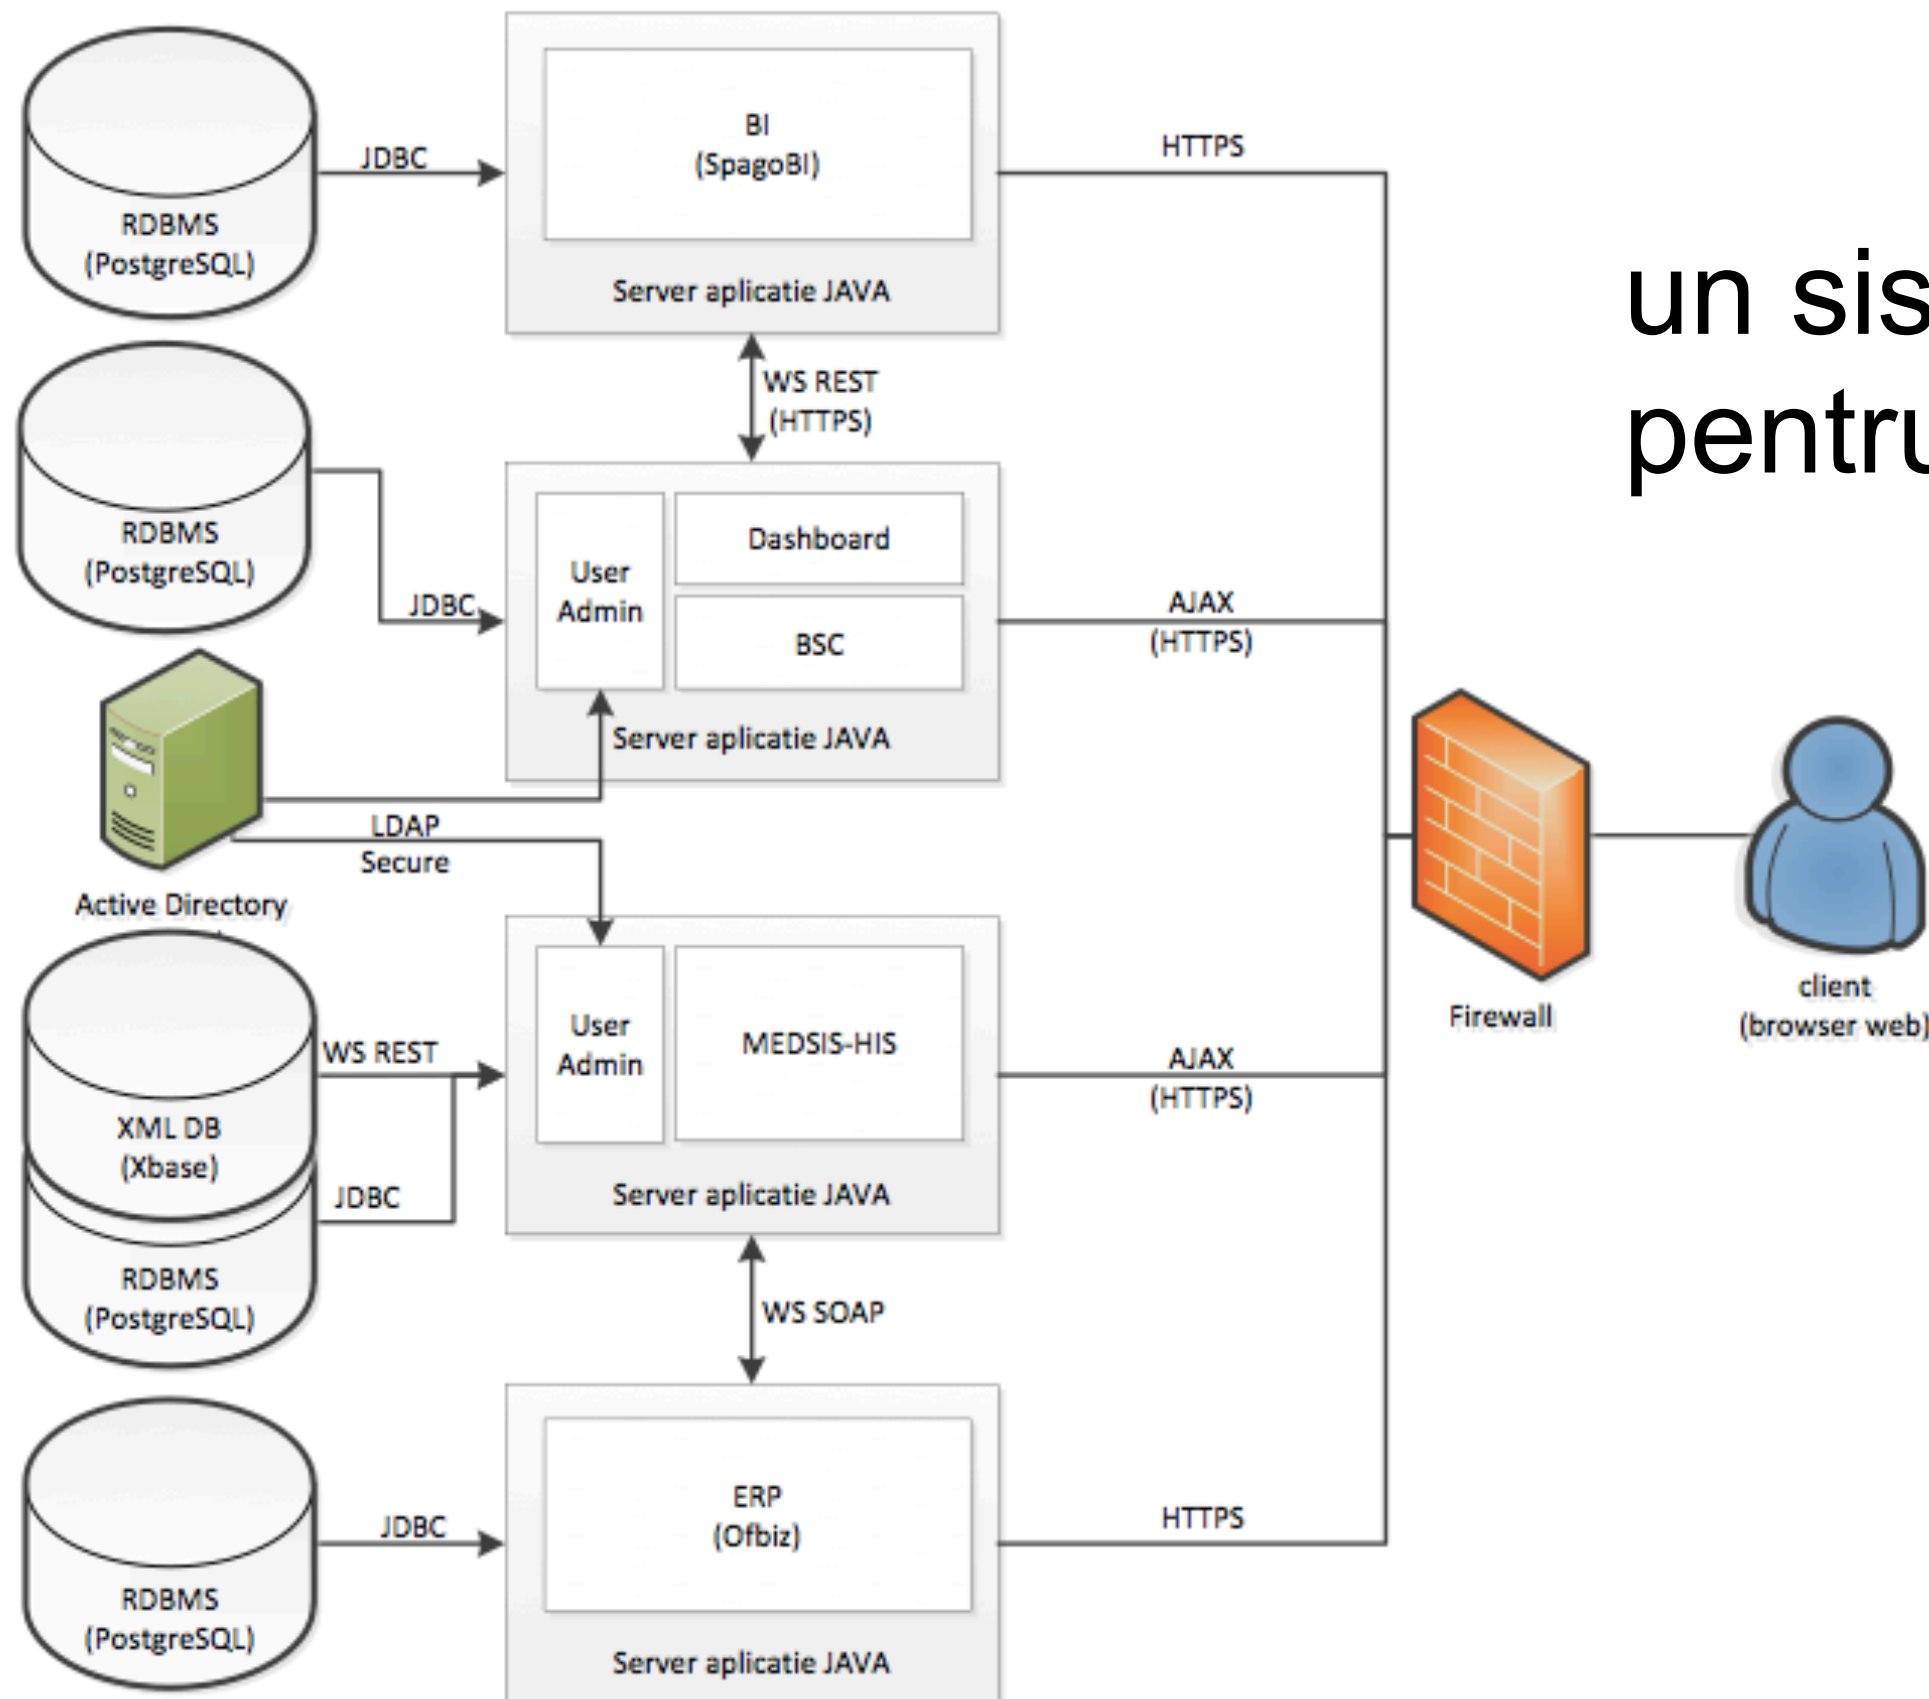 BI
(SpagoBI)
Server aplicatie JAVA
JDBC
RDBMS
(PostgreSQL)
HTTPS
un
pentru
WS REST
(HTTPS)
RDBMS
(PostgreSQL)
JDBC
User
Admin
Dashboard
BSC
Server aplicatie JAVA
AJAX
(HTTPS)
LDAP
Secure
Active Directory
Firewall
client
(browser web)
WS REST
XML DB
(Xbase)
JDBC
RDBMS
(PostgreSQL)
User
Admin
MEDSIS-HIS
Server aplicatie JAVA
AJAX
(HTTPS)
WS SOAP
RDBMS
(PostgreSQL)
JDBC
ERP
(Ofbiz)
Server aplicatie JAVA
HTTPS